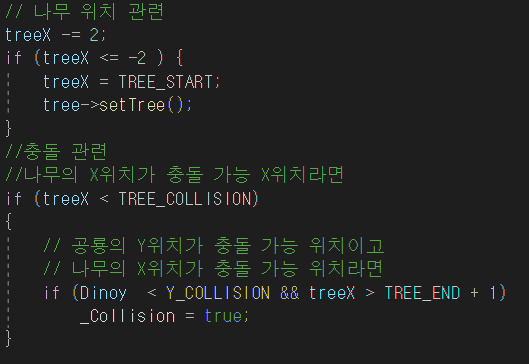 // 나무 위치 관련
treeX -= 2;
if (treeX <= -2 ) {
    treeX = TREE_START;
    tree->setTree();
}
//충돌 관련
//나무의 X위치가 충돌 가능 X위치라면
if (treeX < TREE_COLLISION)
{
    // 공룡의 Y위치가 충돌 가능 위치이고
    // 나무의 X위치가 충돌 가능 위치라면
    if (Dinoy  < Y_COLLISION && treeX > TREE_END + 1)
        _Collision = true;
}